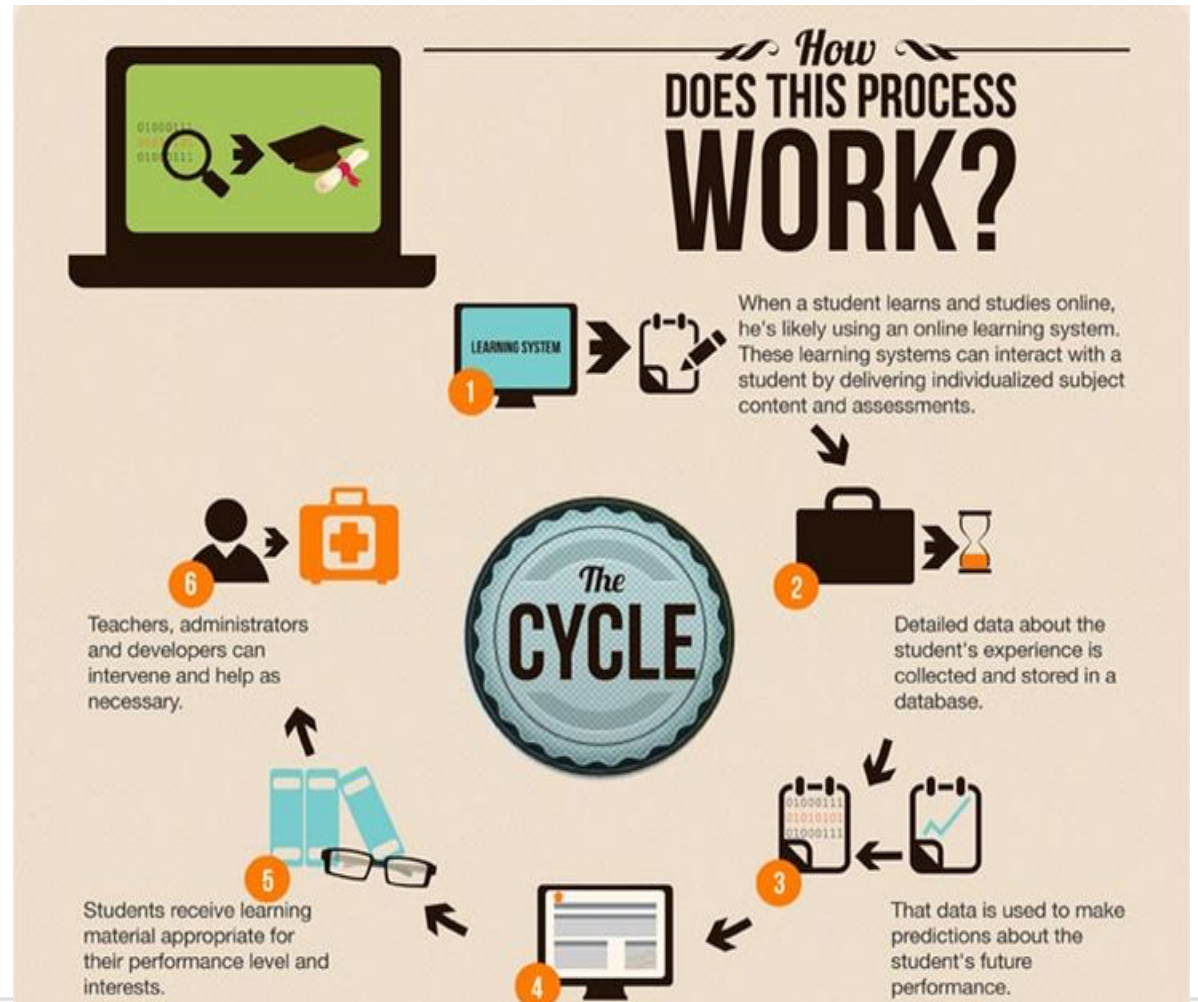 How
DOES THIS PROCESS
WORK?
01000111
01000111
LEARNING SYSTEM
1
When a student learns and studies online,
he's likely using an online learning system.
These learning systems can interact with a
student by delivering individualized subject
content and assessments.
2
Detailed data about the
student's experience is
collected and stored in a
database.
01000111
01010101
01000111
3
That data is used to make
predictions about the
student's future
performance.
4
5
Students receive learning
material appropriate for
their performance level and
interests.
6
Teachers, administrators
and developers can
intervene and help as
necessary.
The
CYCLE